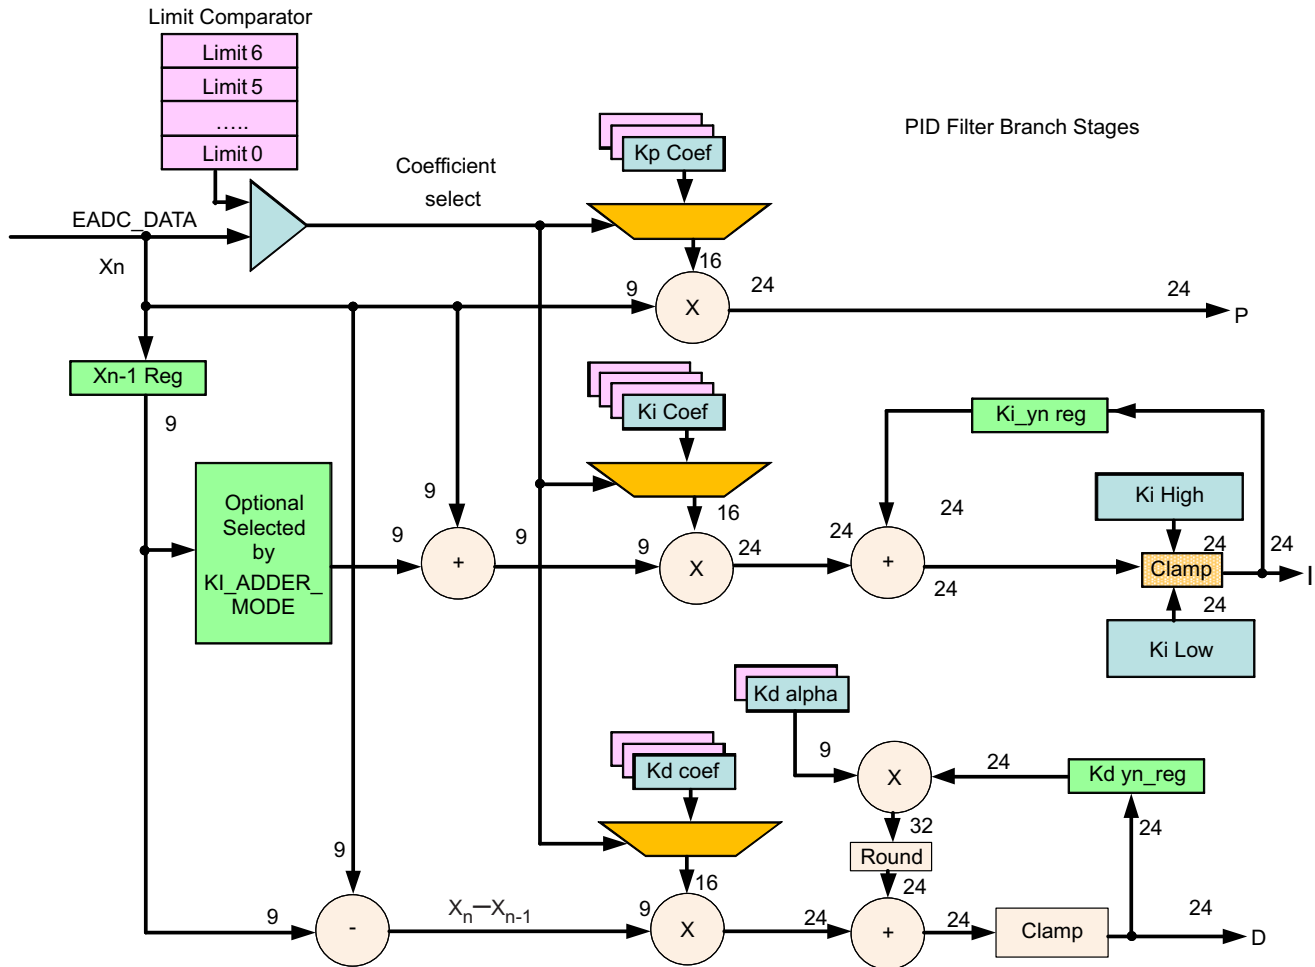 Limit Comparator
Limit 6
Limit 5
.....
Limit 0
PID Filter Branch Stages
Kp Coef
Coefficient
select
EADC_DATA
Xn
16
9
24
24
X
P
Xn-1 Reg
9
Ki Coef
Ki_yn reg
Optional
Selected
by
KI_ADDER_
MODE
9
9
+
9
16
9
X
24
24
24
+
24
Ki High
24
24
Clamp
I
24
Ki Low
Kd alpha
9
X
24
Kd yn_reg
Kd coef
32
24
Round
9
16
24
9
-
Xn—Xn-1
9
X
24
+
24
Clamp
24
D